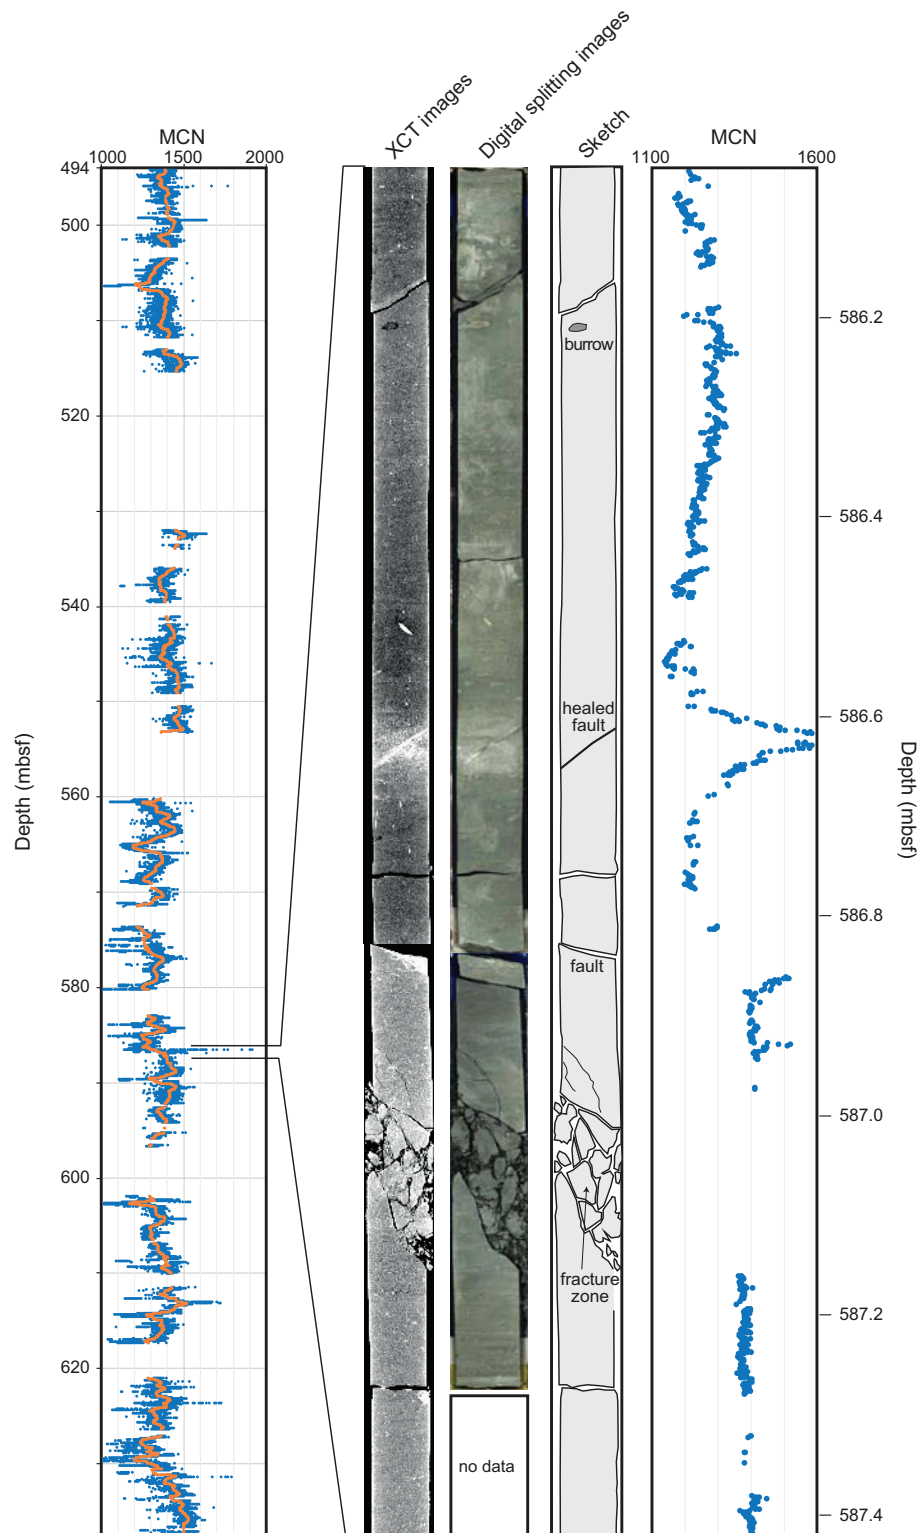 XCT images
Digital splitting images
Sketch
MCN
1000 1500 2000
MCN
1100 1600
494
500
520
540
560
580
600
620
Depth (mbsf)
burrow
healed
fault
fault
fracture
zone
no data
586.2
586.4
586.6
586.8
587.0
587.2
587.4
Depth (mbsf)